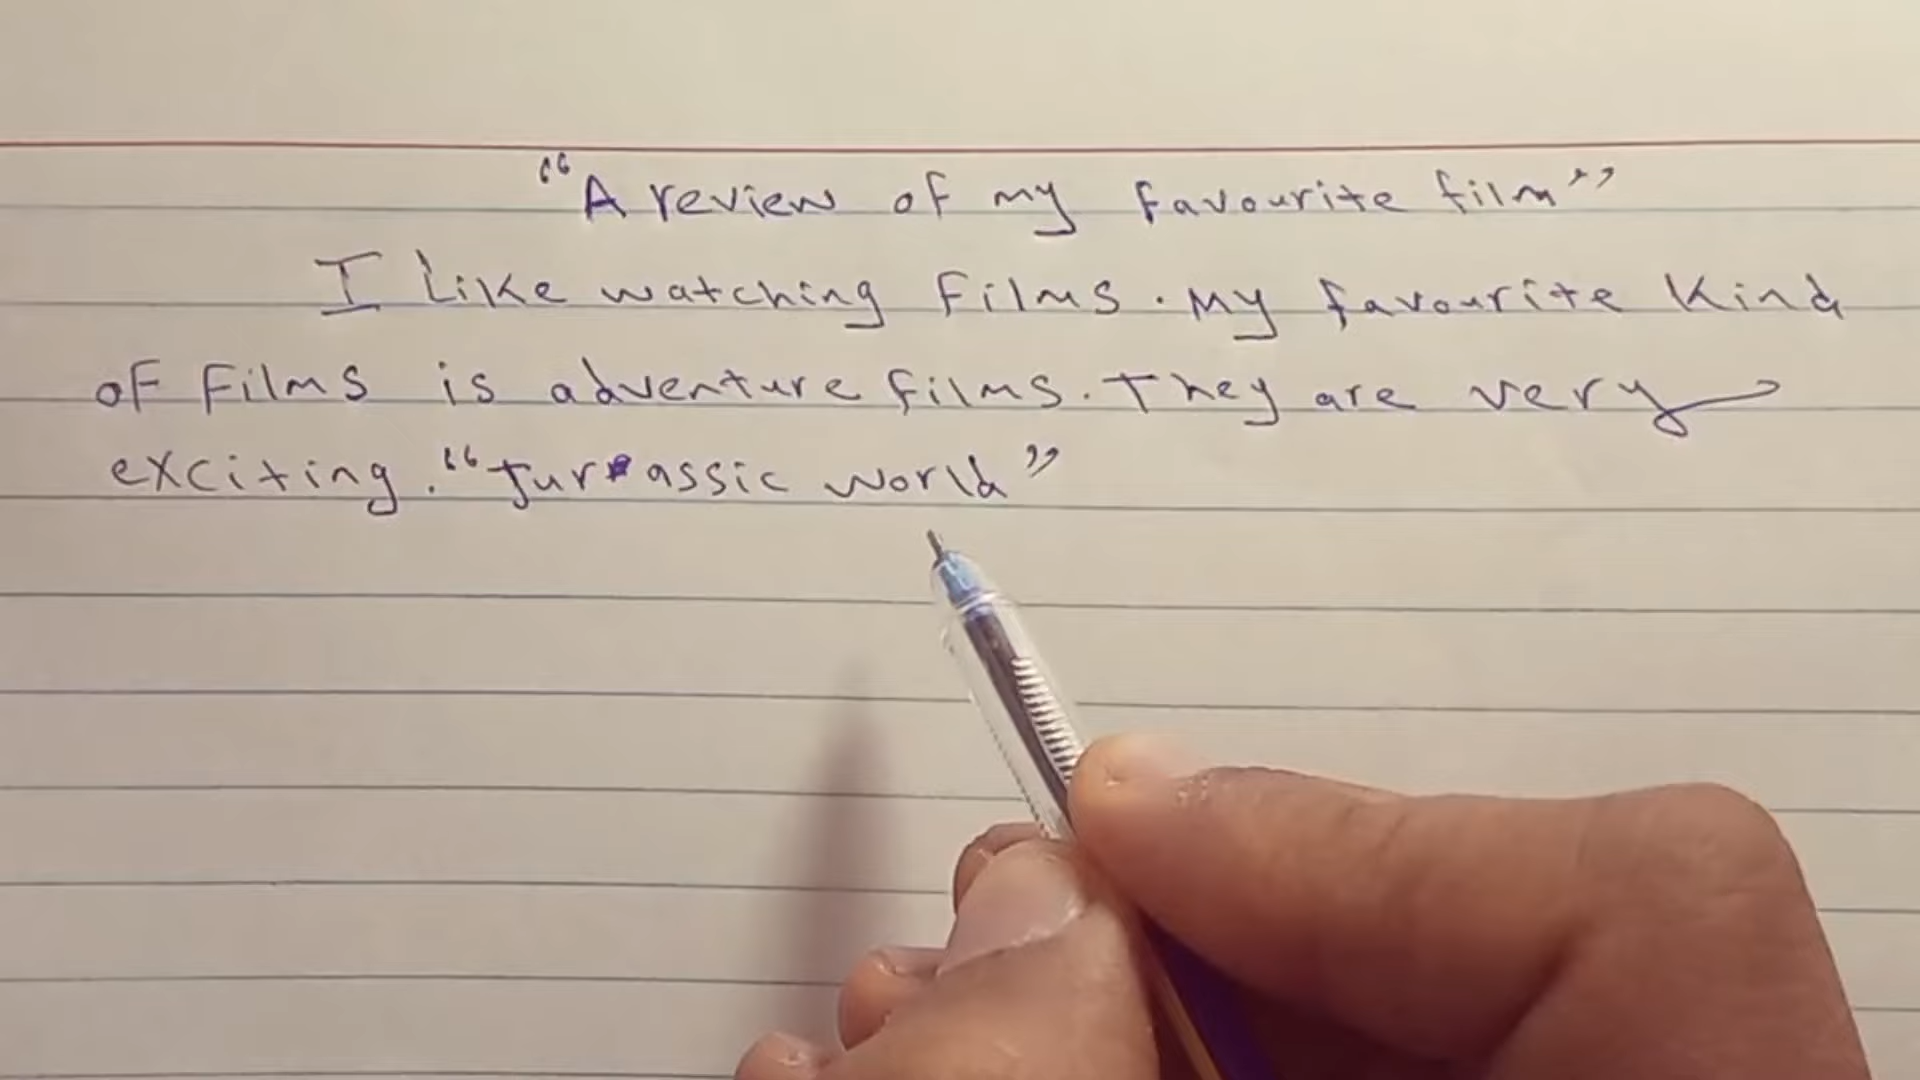 "A review of my favourite film"
I like watching films. My favourite kind
of films is adventure films. They are very
exciting. "Jurassic world"